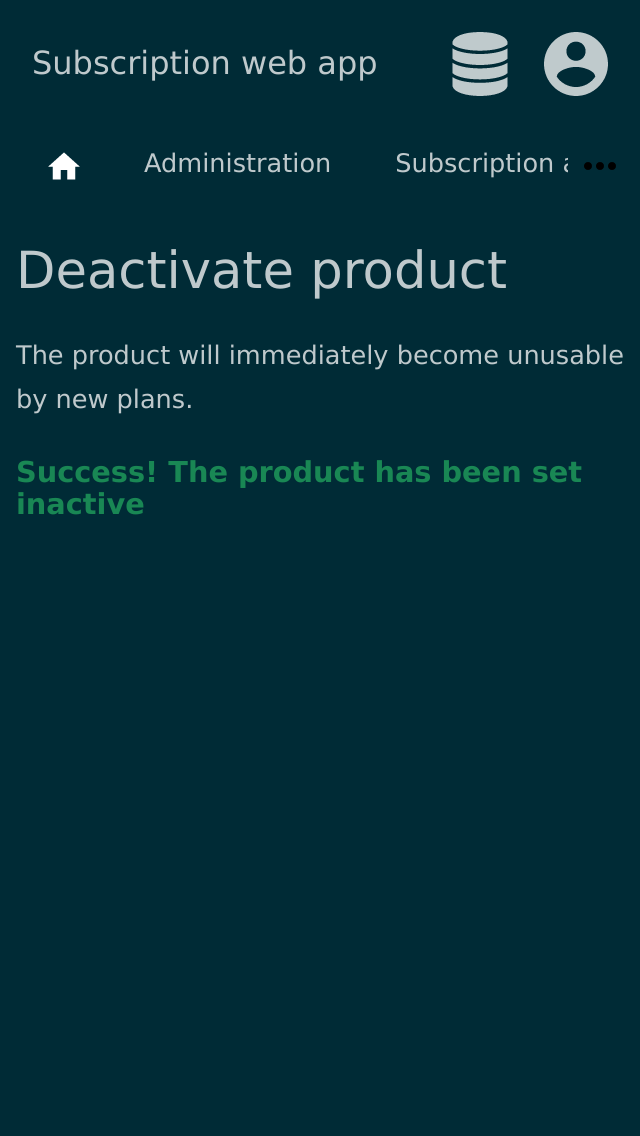 Subscription web app
Administration
Subscription
Deactivate product
The product will immediately become unusable
by new plans.
Success! The product has been set
inactive